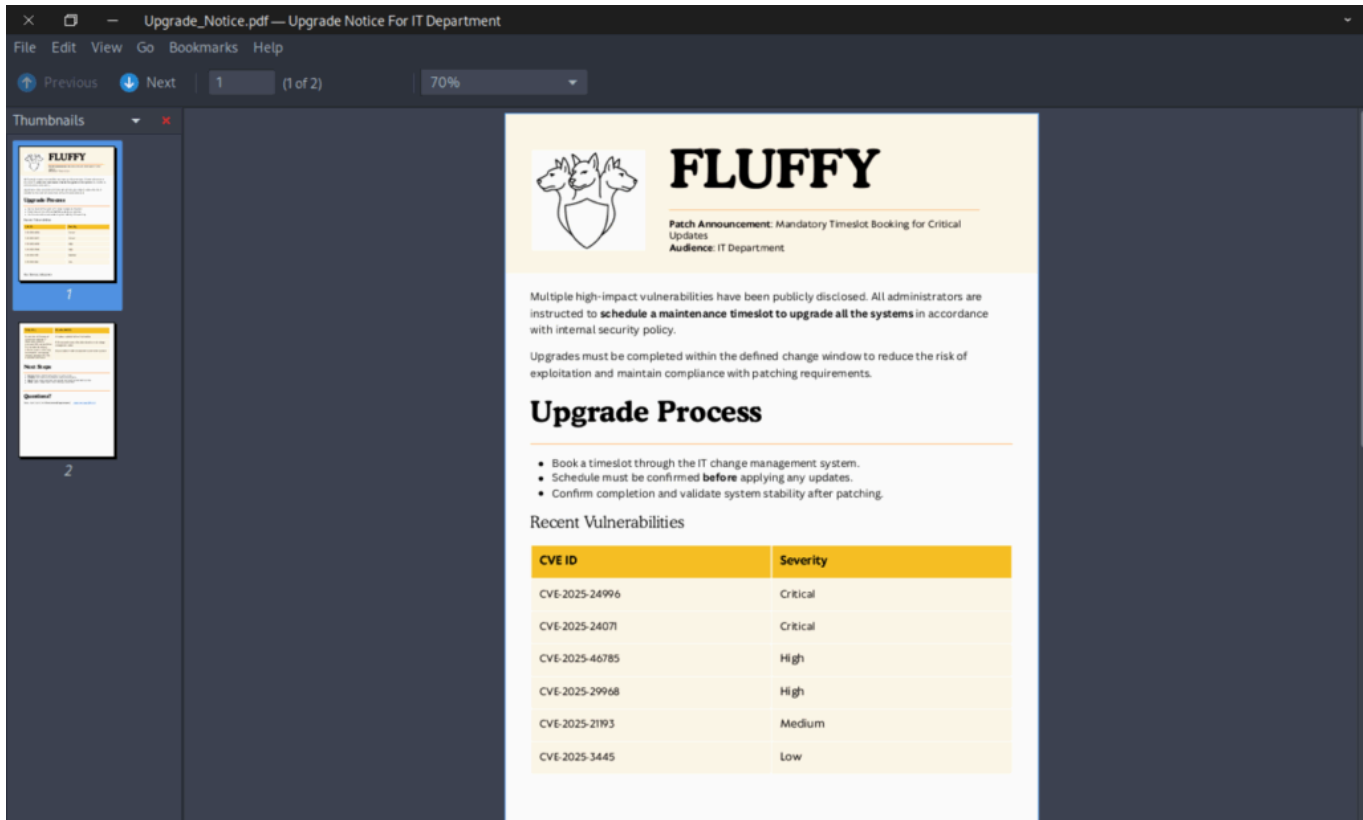 Upgrade_Notice.pdf — Upgrade Notice For IT Department
File Edit View Go Bookmarks Help
Previous Next 1 (1 of 2) 70%
Thumbnails
FLUFFY
Upgrade Process
1
Next Steps
Questions?
2
FLUFFY
Patch Announcement: Mandatory Timeslot Booking for Critical
Updates
Audience: IT Department
Multiple high-impact vulnerabilities have been publicly disclosed. All administrators are
instructed to schedule a maintenance timeslot to upgrade all the systems in accordance
with internal security policy.
Upgrades must be completed within the defined change window to reduce the risk of
exploitation and maintain compliance with patching requirements.
Upgrade Process
• Book a timeslot through the IT change management system.
• Schedule must be confirmed before applying any updates.
• Confirm completion and validate system stability after patching.
Recent Vulnerabilities
CVE ID Severity
CVE-2025-24996 Critical
CVE-2025-24071 Critical
CVE-2025-46785 High
CVE-2025-29968 High
CVE-2025-21193 Medium
CVE-2025-3445 Low